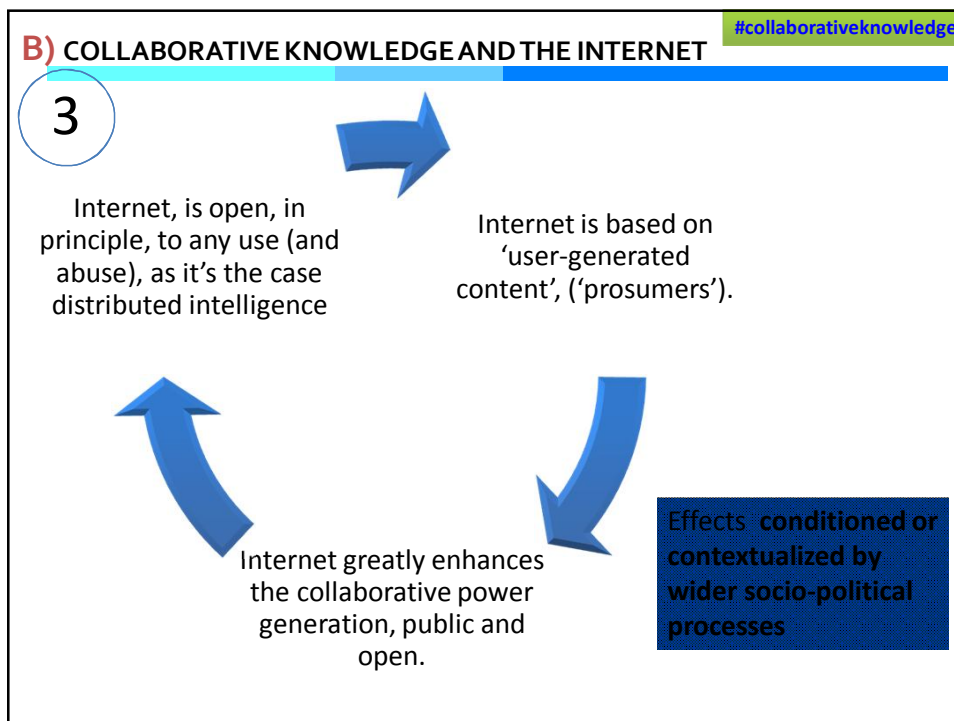 #collaborativeknowledge
B) COLLABORATIVE KNOWLEDGE AND THE INTERNET
3
Internet, is open, in
principle, to any use (and
abuse), as it's the case
distributed intelligence
Internet is based on
‘user-generated
content’, (‘prosumers’).
Internet greatly enhances
the collaborative power
generation, public and
open.
Effects conditioned or
contextualized by
wider socio-political
processes